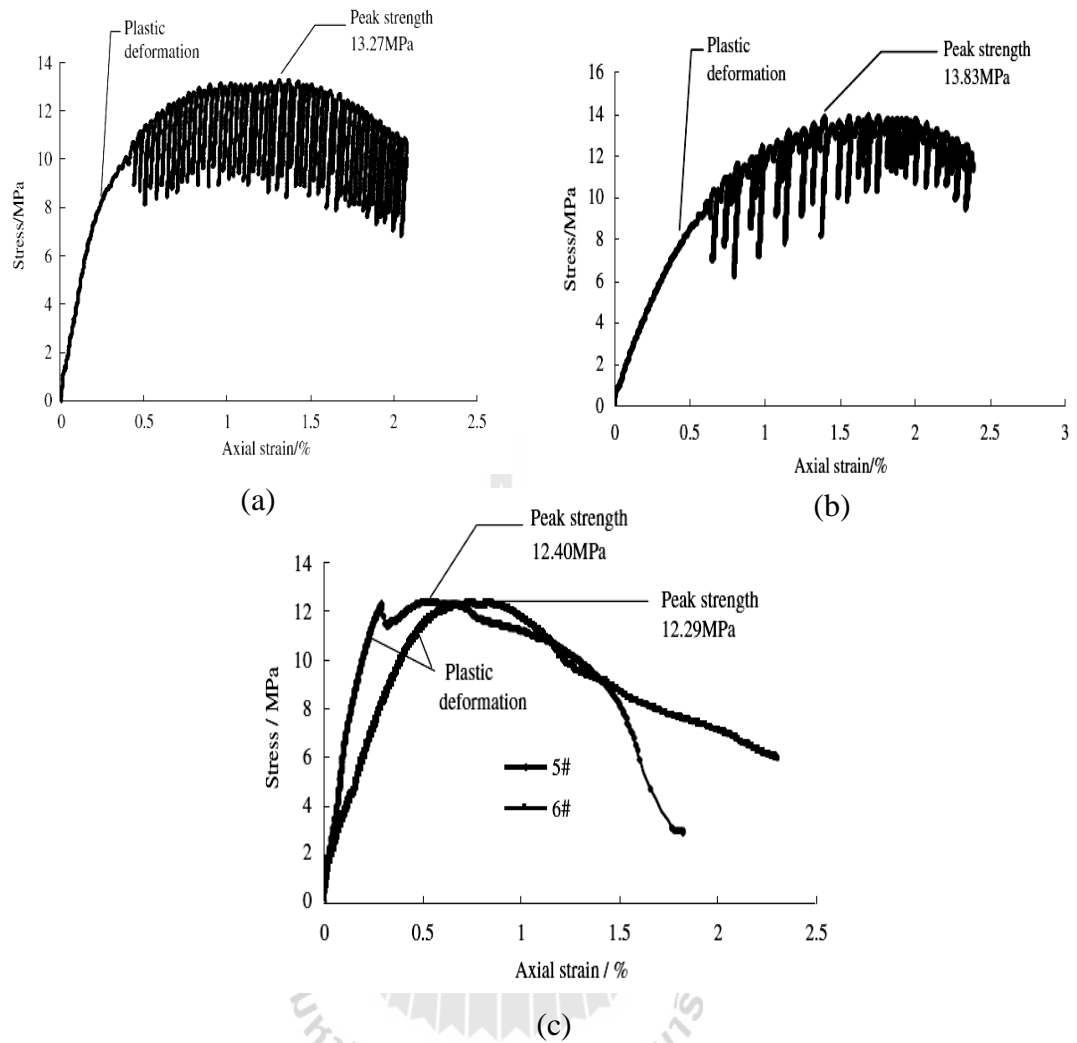 Peak strength
13.27MPa
Plastic
deformation
14
12
10
8
6
4
2
0
Stress/MPa
0 0.5 1 1.5 2 2.5
Axial strain/%
(a)
Peak strength
13.83MPa
Plastic
deformation
16
14
12
10
8
6
4
2
0
Stress/MPa
0 0.5 1 1.5 2 2.5 3
Axial strain/%
(b)
Peak strength
12.40MPa
Peak strength
12.29MPa
Plastic
deformation
14
12
10
8
6
4
2
0
Stress / MPa
5#
6#
0 0.5 1 1.5 2 2.5
Axial strain / %
(c)